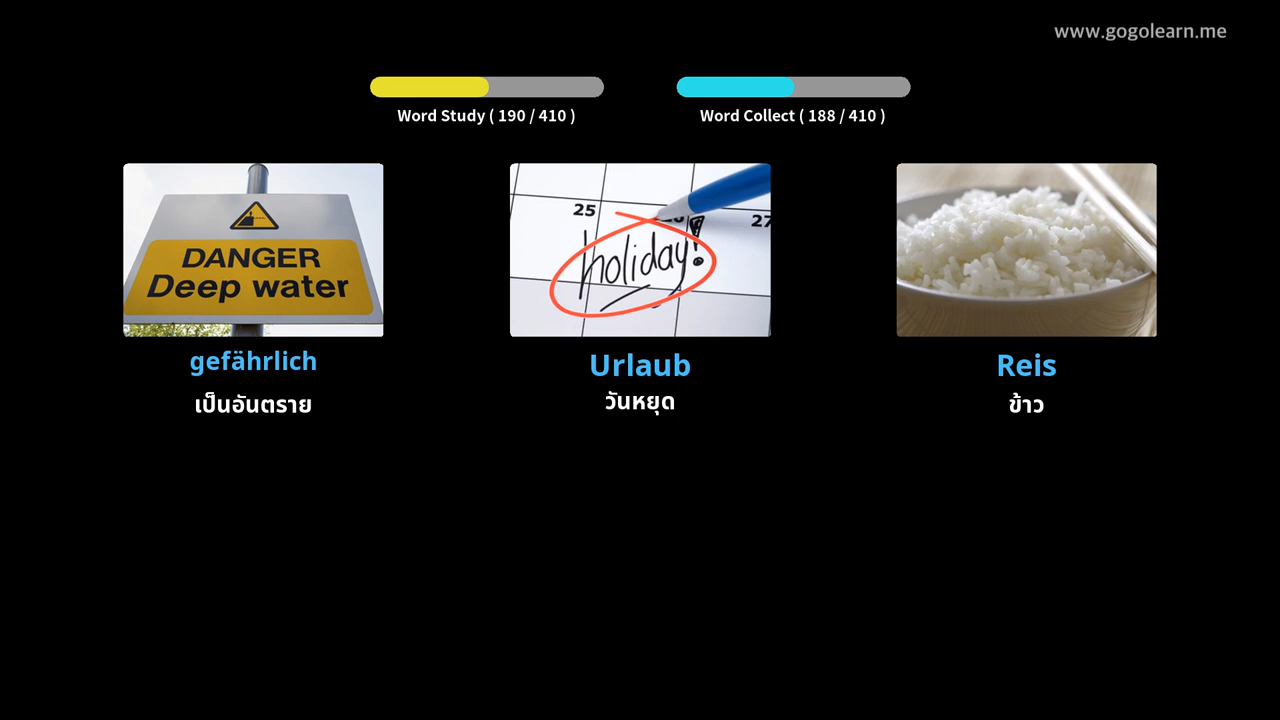 www.gogolearn.me
Word Study ( 190 / 410 )
Word Collect ( 188 / 410 )
DANGER
Deep water
25
27
holiday!
gefährlich
Urlaub
Reis
เป็นอันตราย
วันหยุด
ข้าว